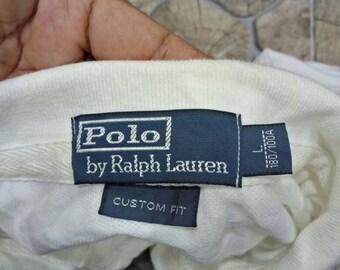 Polo
by Ralph Lauren
L
180/100A
CUSTOM FIT